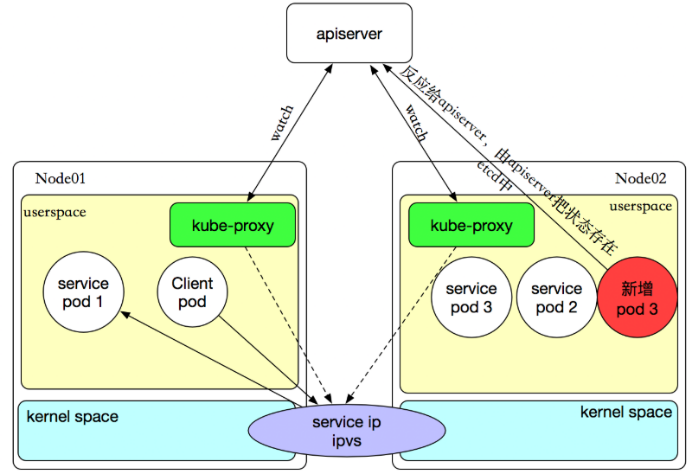 apiserver
watch
watch
反应给apiserver，由apiserver把状态存在
etcd中
Node01
Node02
userspace
userspace
kube-proxy
kube-proxy
service
pod 1
Client
pod
service
pod 3
service
pod 2
新增
pod 3
kernel space
kernel space
service ip
ipvs